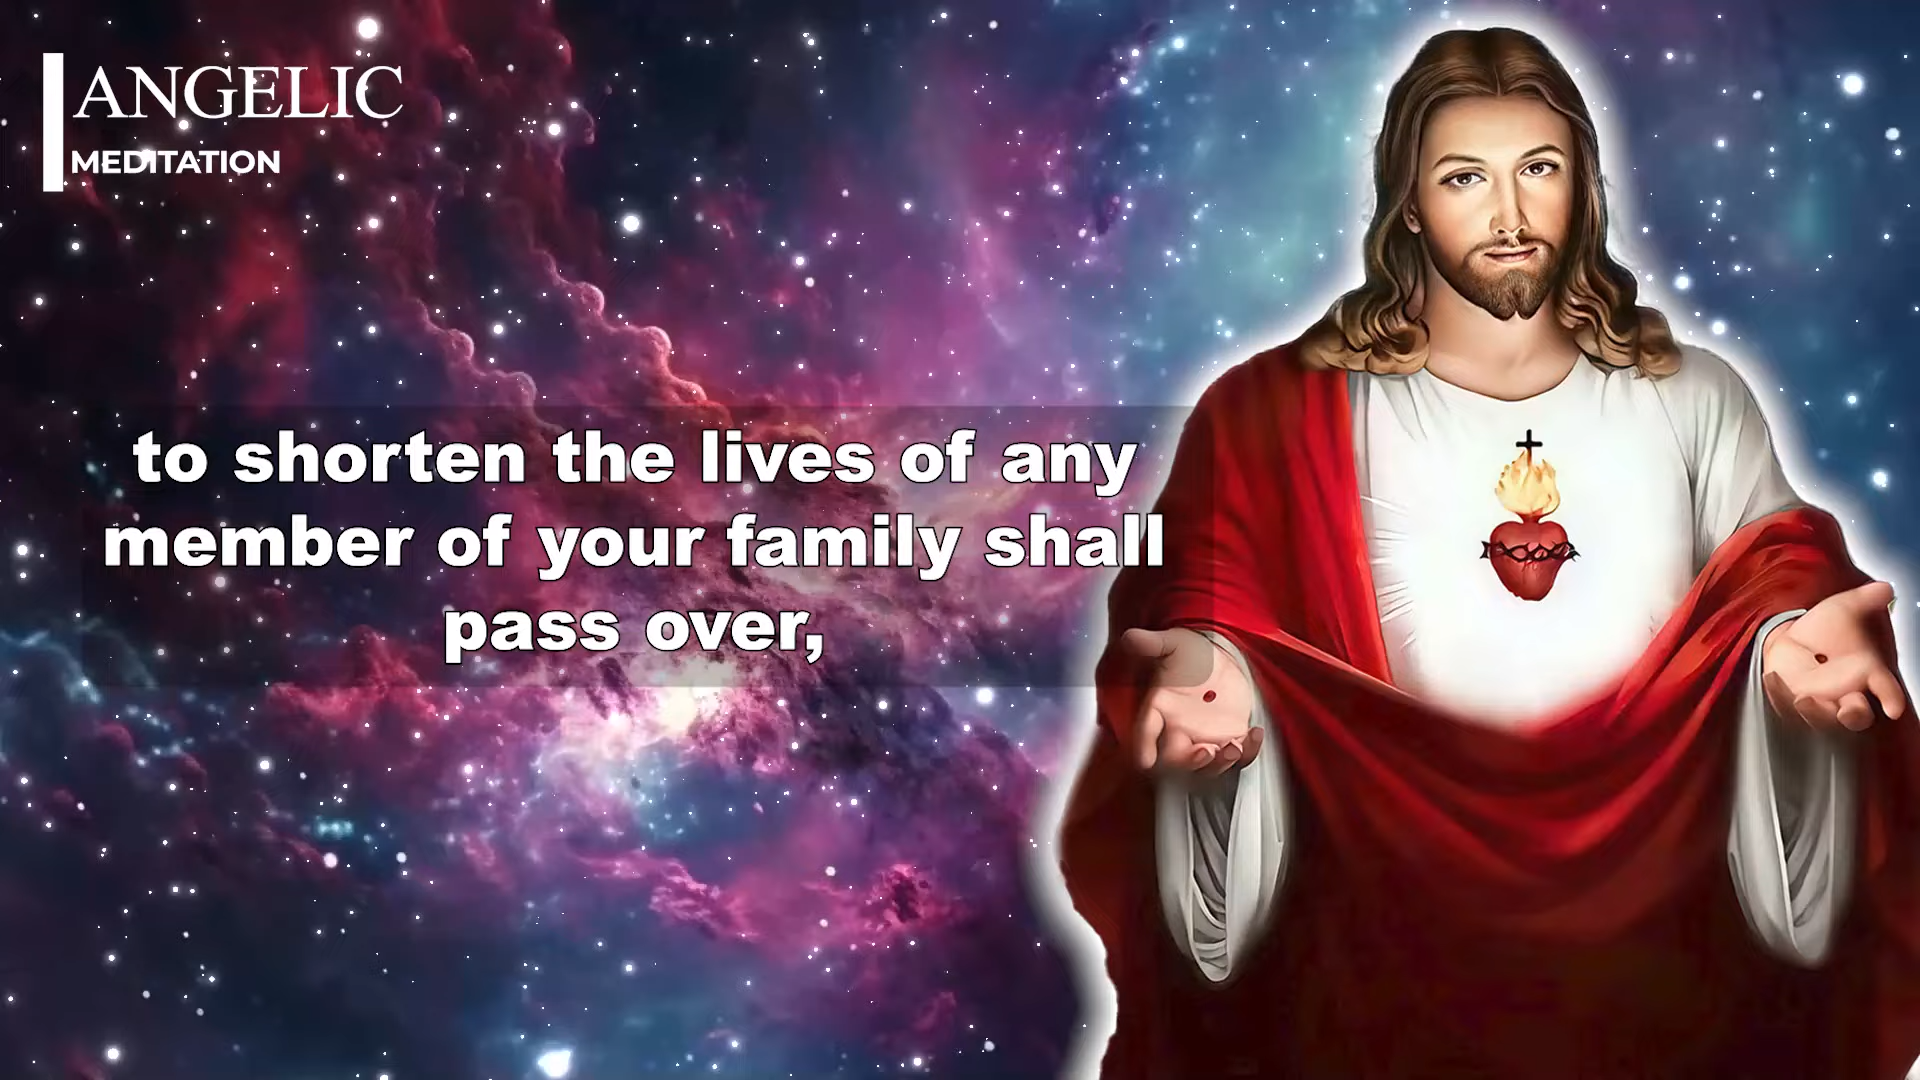 ANGELIC
MEDITATION
to shorten the lives of any
member of your family shall
pass over,